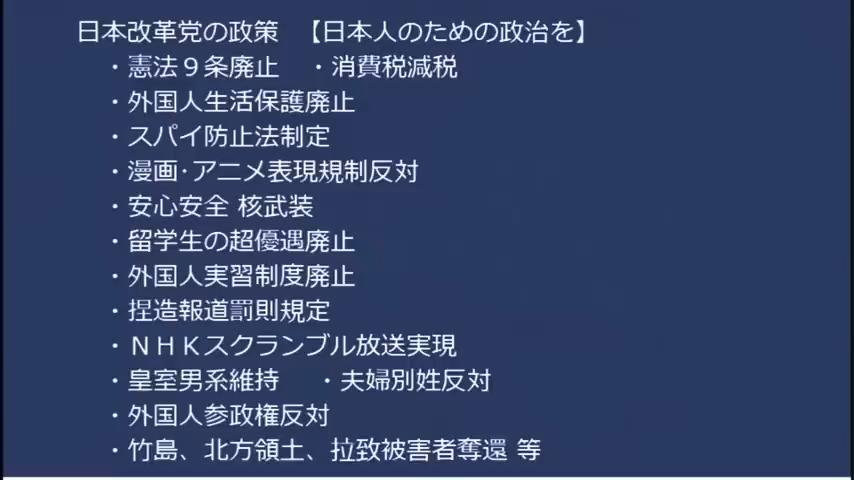 日本改革党の政策　【日本人のための政治を】
・憲法９条廃止　・消費税減税
・外国人生活保護廃止
・スパイ防止法制定
・漫画･アニメ表現規制反対
・安心安全 核武装
・留学生の超優遇廃止
・外国人実習制度廃止
・捏造報道罰則規定
・ＮＨＫスクランブル放送実現
・皇室男系維持　・夫婦別姓反対
・外国人参政権反対
・竹島、北方領土、拉致被害者奪還 等